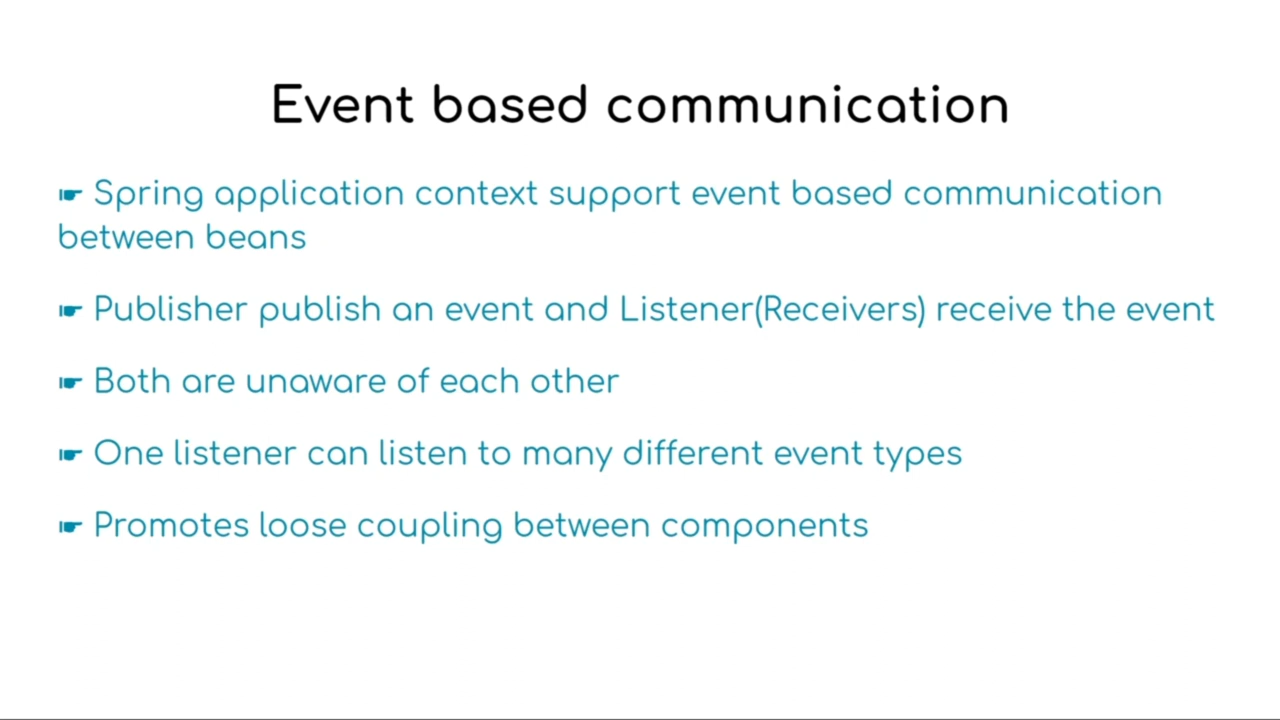 Event based communication
☛ Spring application context support event based communication
between beans
☛ Publisher publish an event and Listener(Receivers) receive the event
☛ Both are unaware of each other
☛ One listener can listen to many different event types
☛ Promotes loose coupling between components